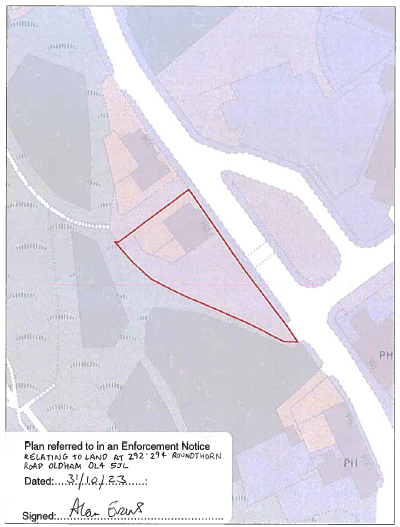 PH
PH
Plan referred to in an Enforcement Notice
RELATING TO LAND AT 292-294 ROUNDTHORN
ROAD OLDHAM OL4 5JL
Dated:....31/10/23......:
Signed: Alan Evans